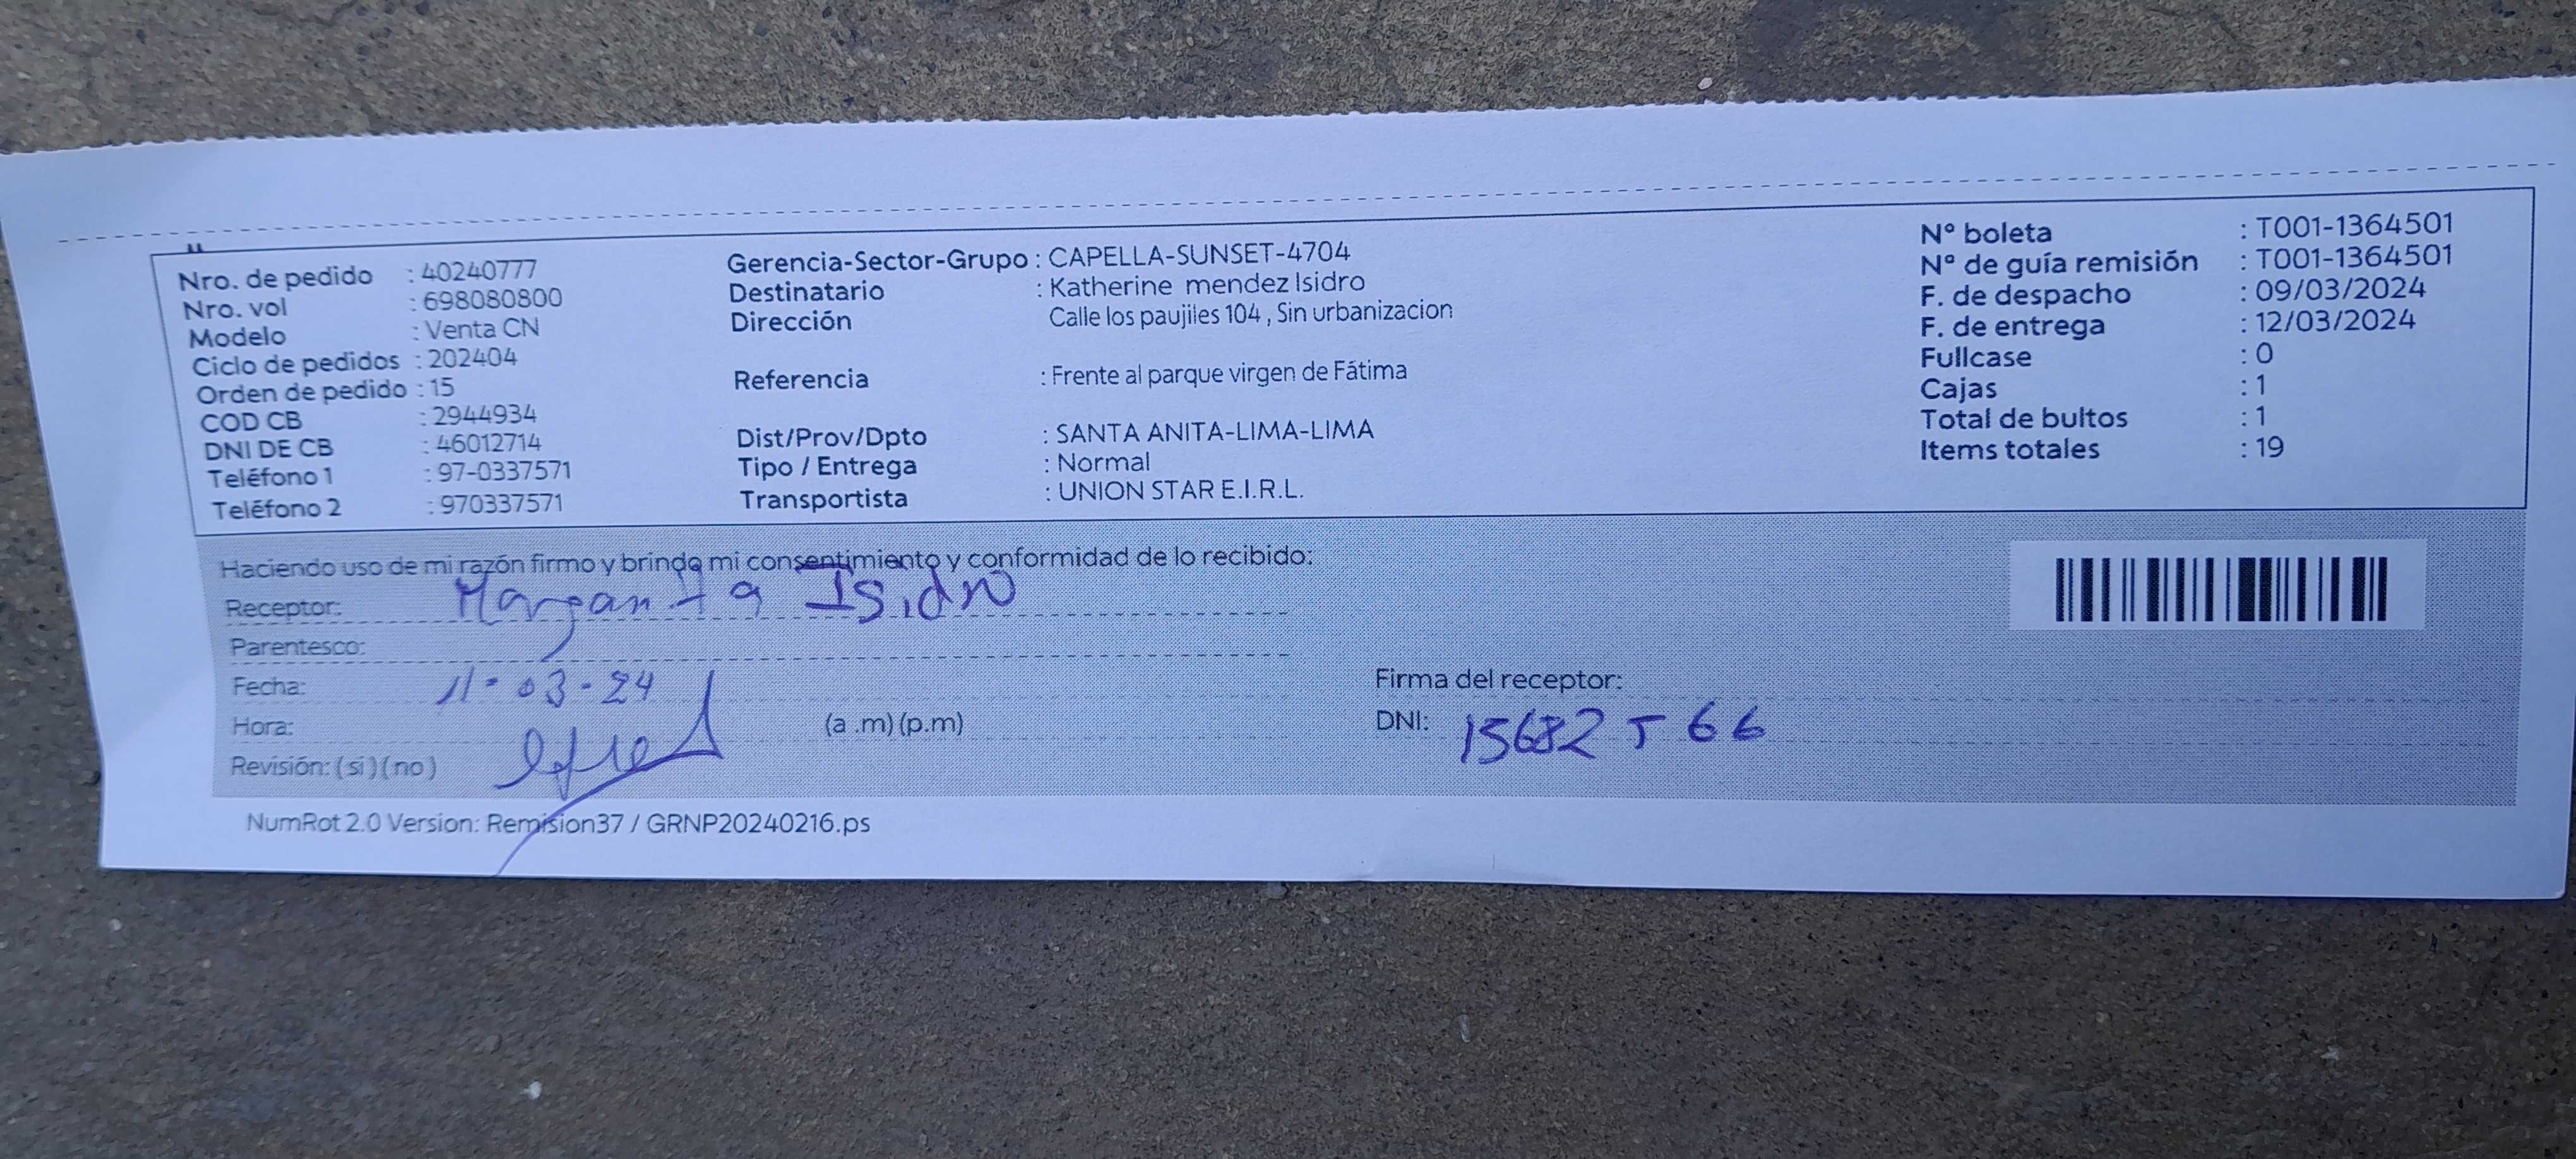 Nro. de pedido : 40240777
Nro. vol : 698080800
Modelo : Venta CN
Ciclo de pedidos : 202404
Orden de pedido : 15
COD CB : 2944934
DNI DE CB : 46012714
Teléfono 1 : 97-0337571
Teléfono 2 : 970337571
Gerencia-Sector-Grupo : CAPELLA-SUNSET-4704
Destinatario : Katherine mendez Isidro
Dirección Calle los paujiles 104 , Sin urbanizacion
Referencia : Frente al parque virgen de Fátima
Dist/Prov/Dpto : SANTA ANITA-LIMA-LIMA
Tipo / Entrega : Normal
Transportista : UNION STAR E.I.R.L.
Nº boleta : T001-1364501
Nº de guía remisión : T001-1364501
F. de despacho : 09/03/2024
F. de entrega : 12/03/2024
Fullcase : 0
Cajas : 1
Total de bultos : 1
Items totales : 19
Haciendo uso de mi razón firmo y brindo mi consentimiento y conformidad de lo recibido:
Receptor: Margarita Isidro
Parentesco:
Fecha: 11-03-24
Hora: (a .m) (p.m)
Revisión: ( si ) ( no )
Firma del receptor:
DNI: 15682566
NumRot 2.0 Version: Remision37 / GRNP20240216.ps